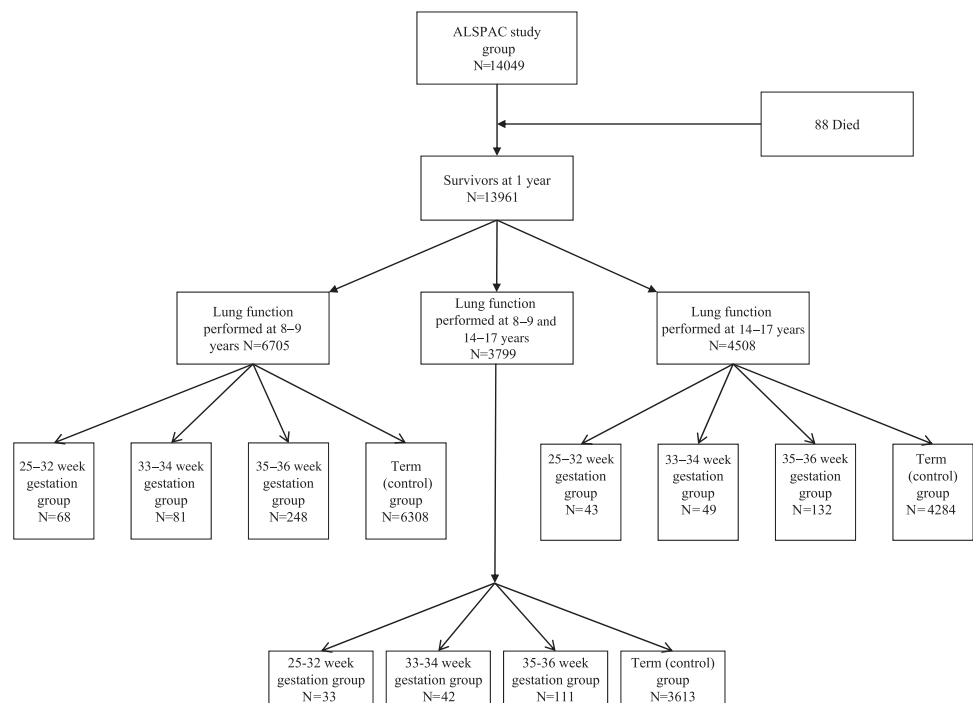 ALSPAC study
group
N=14049
88 Died
Survivors at 1 year
N=13961
Lung function
performed at 8–9
years N=6705
Lung function
performed at 8–9 and
14–17 years
N=3799
Lung function
performed at 14–17 years
N=4508
25–32 week
gestation
group
N=68
33–34 week
gestation
group
N=81
35–36 week
gestation
group
N=248
Term
(control)
group
N=6308
25–32 week
gestation
group
N=43
33–34 week
gestation
group
N=49
35–36 week
gestation
group
N=132
Term
(control)
group
N=4284
25-32 week
gestation group
N=33
33-34 week
gestation group
N=42
35-36 week
gestation group
N=111
Term (control)
group
N=3613